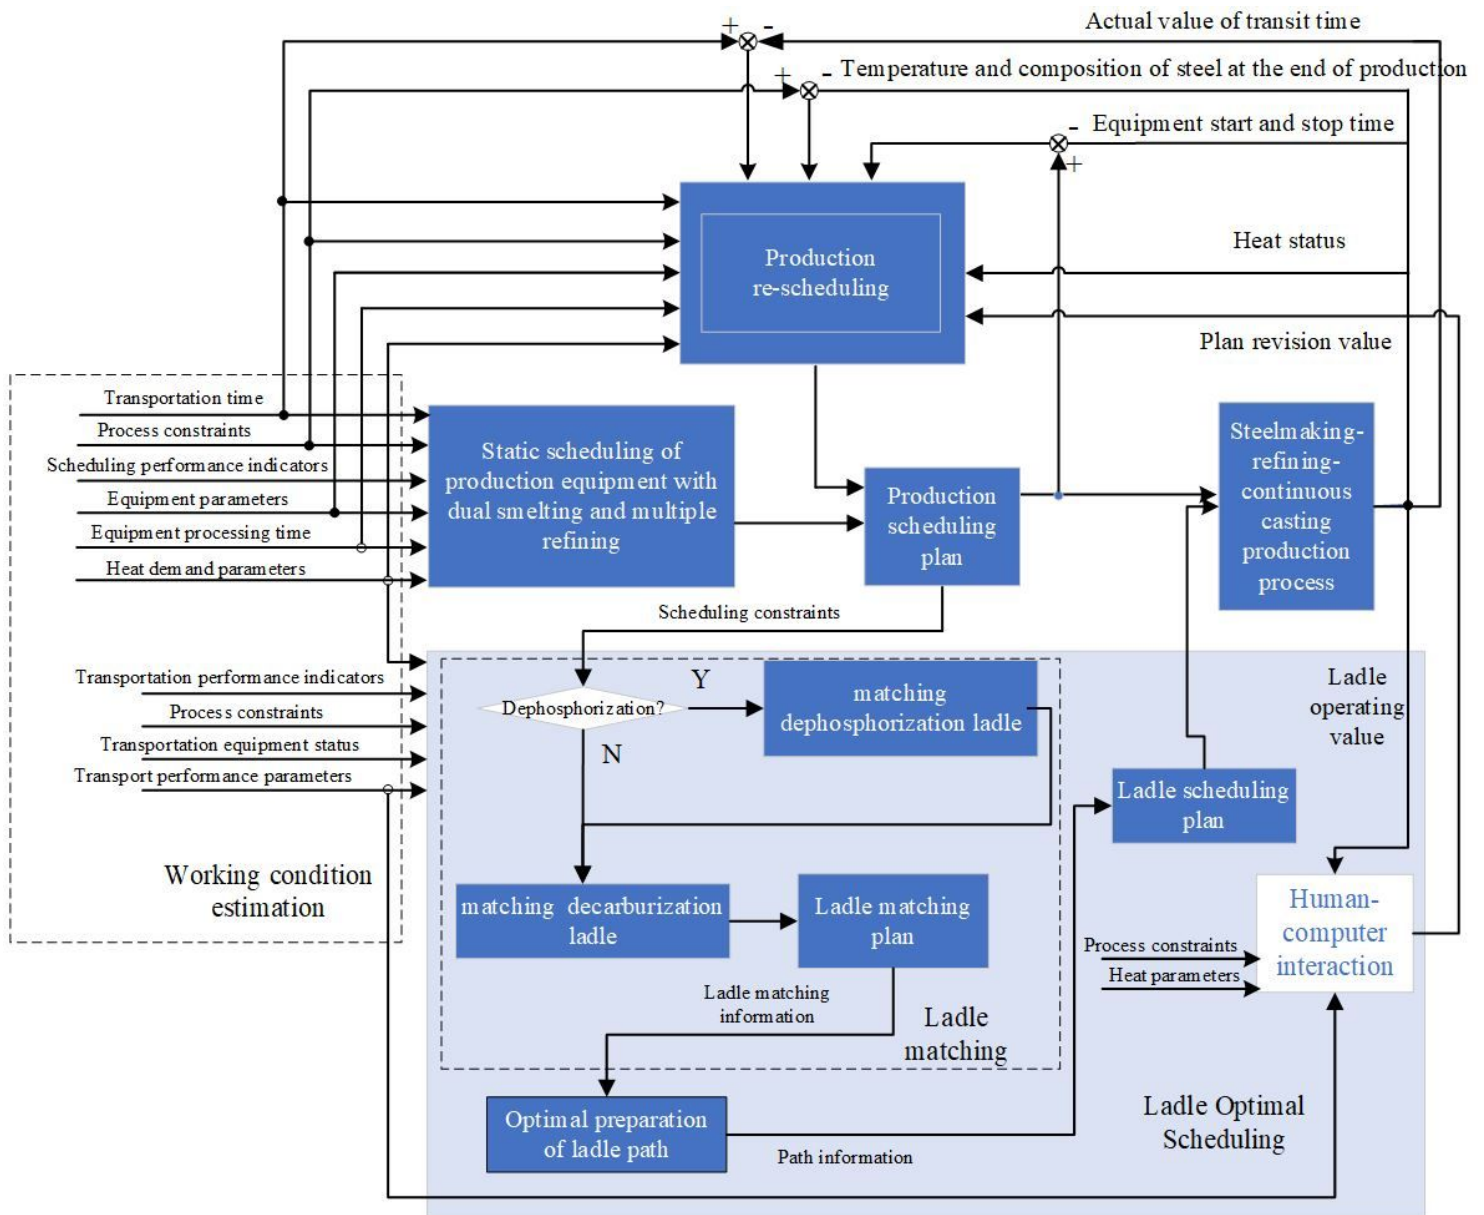 Actual value of transit time
+
-
Temperature and composition of steel at the end of production
+
-
Equipment start and stop time
-
+
Production
re-scheduling
Heat status
Plan revision value
Transportation time
Process constraints
Scheduling performance indicators
Equipment parameters
Equipment processing time
Heat demand parameters
Static scheduling of
production equipment with
dual smelting and multiple
refining
Production
scheduling
plan
Steelmaking-
refining-
continuous
casting
production
process
Scheduling constraints
Transportation performance indicators
Process constraints
Transportation equipment status
Transport performance parameters
Working condition
estimation
Dephosphorization?
Y
N
matching
dephosphorization ladle
Ladle
operating
value
Ladle scheduling
plan
matching decarburization
ladle
Ladle matching
plan
Human-
computer
interaction
Process constraints
Heat parameters
Ladle matching
information
Ladle
matching
Optimal preparation
of ladle path
Path information
Ladle Optimal
Scheduling